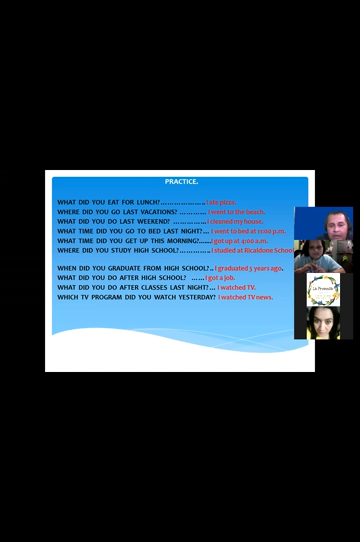 PRACTICE.
WHAT DID YOU EAT FOR LUNCH?.................... I ate pizza.
WHERE DID YOU GO LAST VACATIONS? ............ I went to the beach.
WHAT DID YOU DO LAST WEEKEND? ............... I cleaned my house.
WHAT TIME DID YOU GO TO BED LAST NIGHT?... I went to bed at 11:00 p.m.
WHAT TIME DID YOU GET UP THIS MORNING?...... I got up at 4:00 a.m.
WHERE DID YOU STUDY HIGH SCHOOL?.............. I studied at Ricaldone School
WHEN DID YOU GRADUATE FROM HIGH SCHOOL?.. I graduated 5 years ago.
WHAT DID YOU DO AFTER HIGH SCHOOL? ...... I got a job.
WHAT DID YOU DO AFTER CLASSES LAST NIGHT?... I watched TV.
WHICH TV PROGRAM DID YOU WATCH YESTERDAY? I watched TV news.